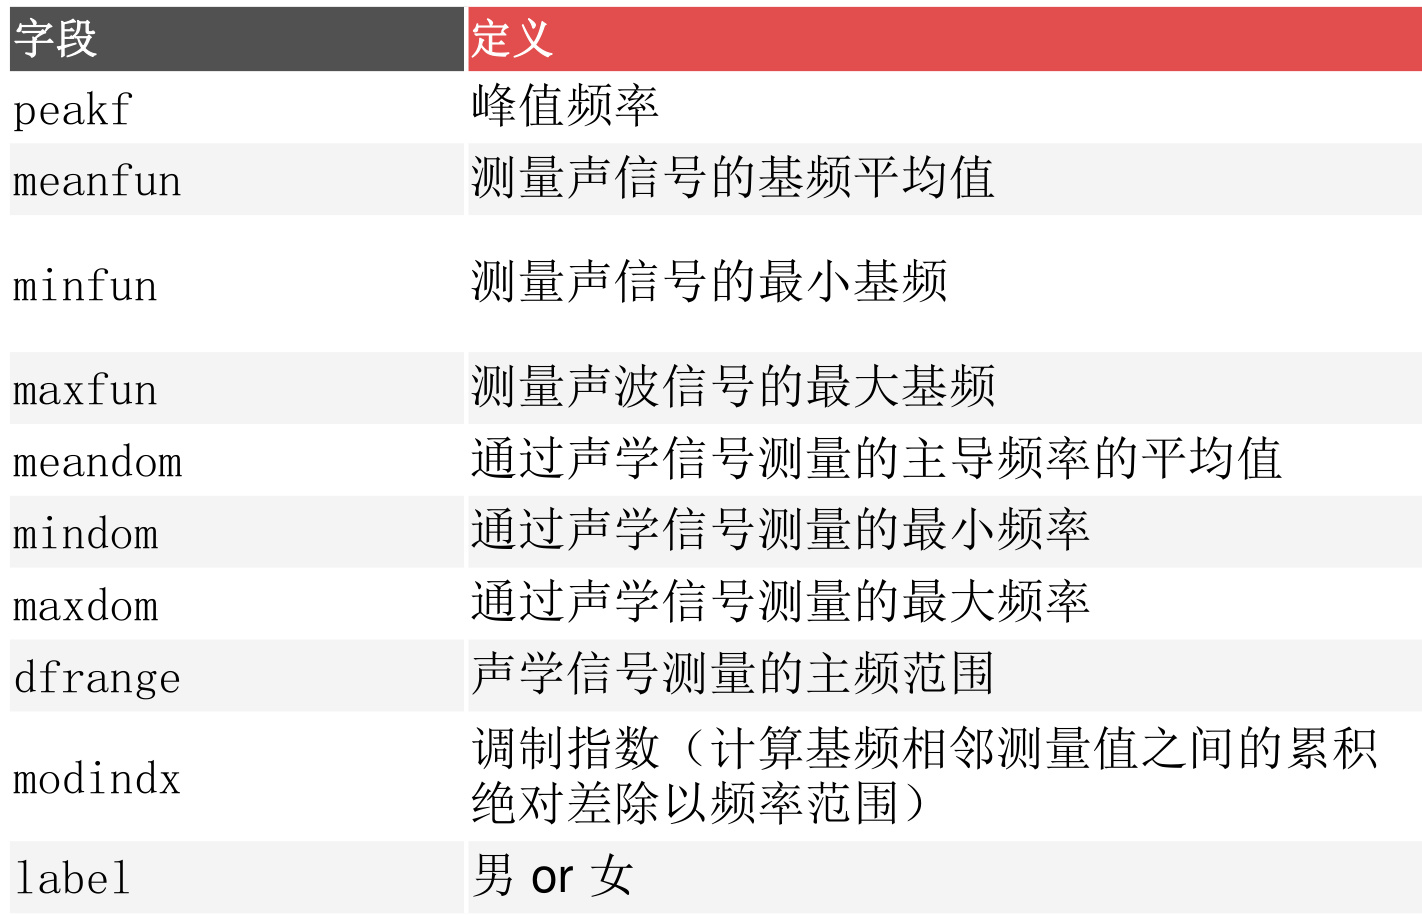 字段 定义
peakf 峰值频率
meanfun 测量声信号的基频平均值
minfun 测量声信号的最小基频
maxfun 测量声波信号的最大基频
meandom 通过声学信号测量的主导频率的平均值
mindom 通过声学信号测量的最小频率
maxdom 通过声学信号测量的最大频率
dfrange 声学信号测量的主频范围
modindx 调制指数（计算基频相邻测量值之间的累积
绝对差除以频率范围）
label 男 or 女